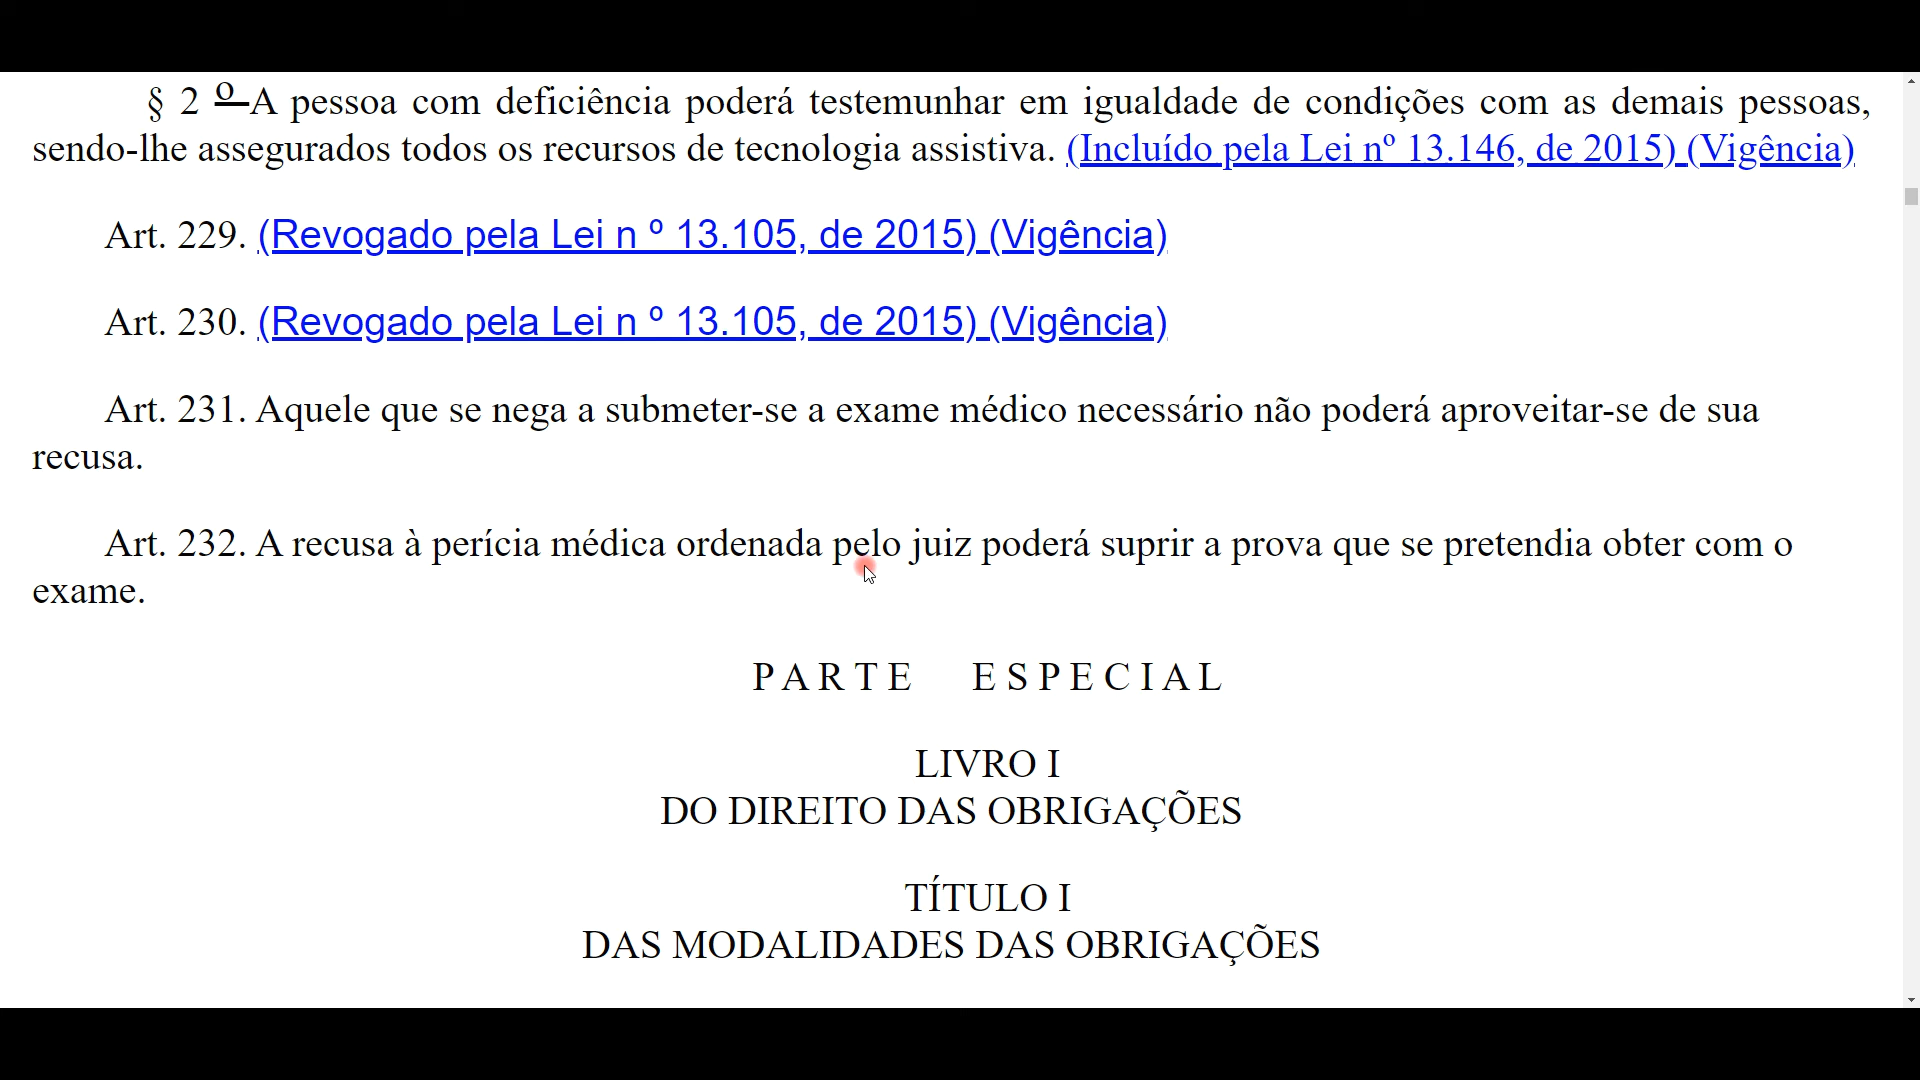 § 2 º A pessoa com deficiência poderá testemunhar em igualdade de condições com as demais pessoas,
sendo-lhe assegurados todos os recursos de tecnologia assistiva. (Incluído pela Lei nº 13.146, de 2015) (Vigência)
Art. 229. (Revogado pela Lei n º 13.105, de 2015) (Vigência)
Art. 230. (Revogado pela Lei n º 13.105, de 2015) (Vigência)
Art. 231. Aquele que se nega a submeter-se a exame médico necessário não poderá aproveitar-se de sua
recusa.
Art. 232. A recusa à perícia médica ordenada pelo juiz poderá suprir a prova que se pretendia obter com o
exame.
P A R T E E S P E C I A L
LIVRO I
DO DIREITO DAS OBRIGAÇÕES
TÍTULO I
DAS MODALIDADES DAS OBRIGAÇÕES